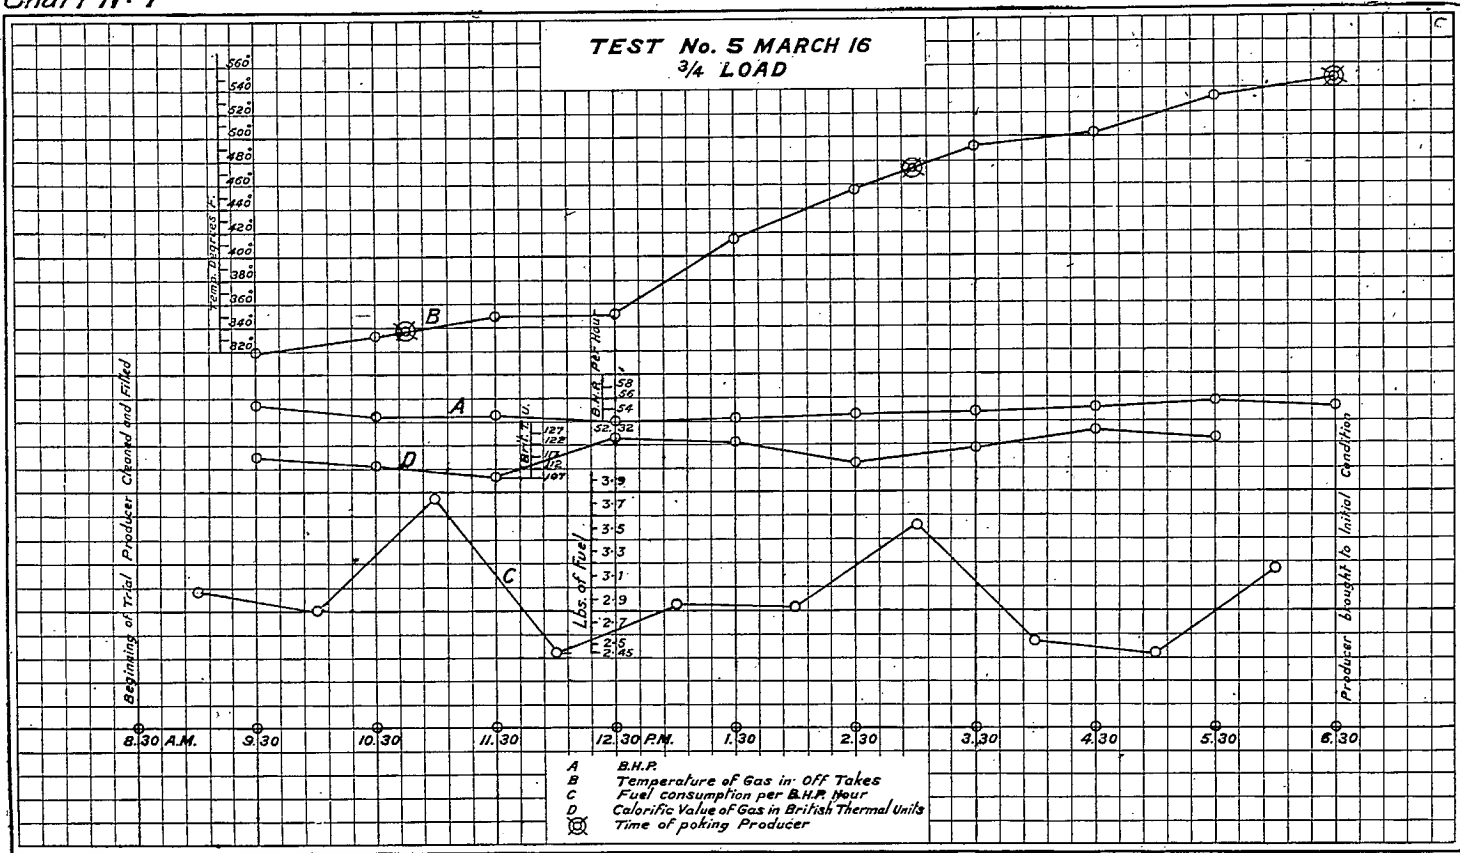 Chart No. 7
TEST No. 5 MARCH 16
3/4 LOAD
C
Temp. Degrees F.
560°
540°
520°
500°
480°
460°
440°
420°
400°
380°
360°
340°
320°
B
Beginning of Trial Producer Cleaned and Filled
A
D
C
B.H.P. Per Hour
58
56
54
52.32
Brit. T.U.
127
122
117
112
107
Lbs. of Fuel
3.9
3.7
3.5
3.3
3.1
2.9
2.7
2.5
2.45
Producer brought to Initial Condition
8.30 A.M. 9.30 10.30 11.30 12.30 P.M. 1.30 2.30 3.30 4.30 5.30 6.30
A B.H.P.
B Temperature of Gas in Off Takes
C Fuel consumption per B.H.P. Hour
D Calorific Value of Gas in British Thermal Units
Time of poking Producer